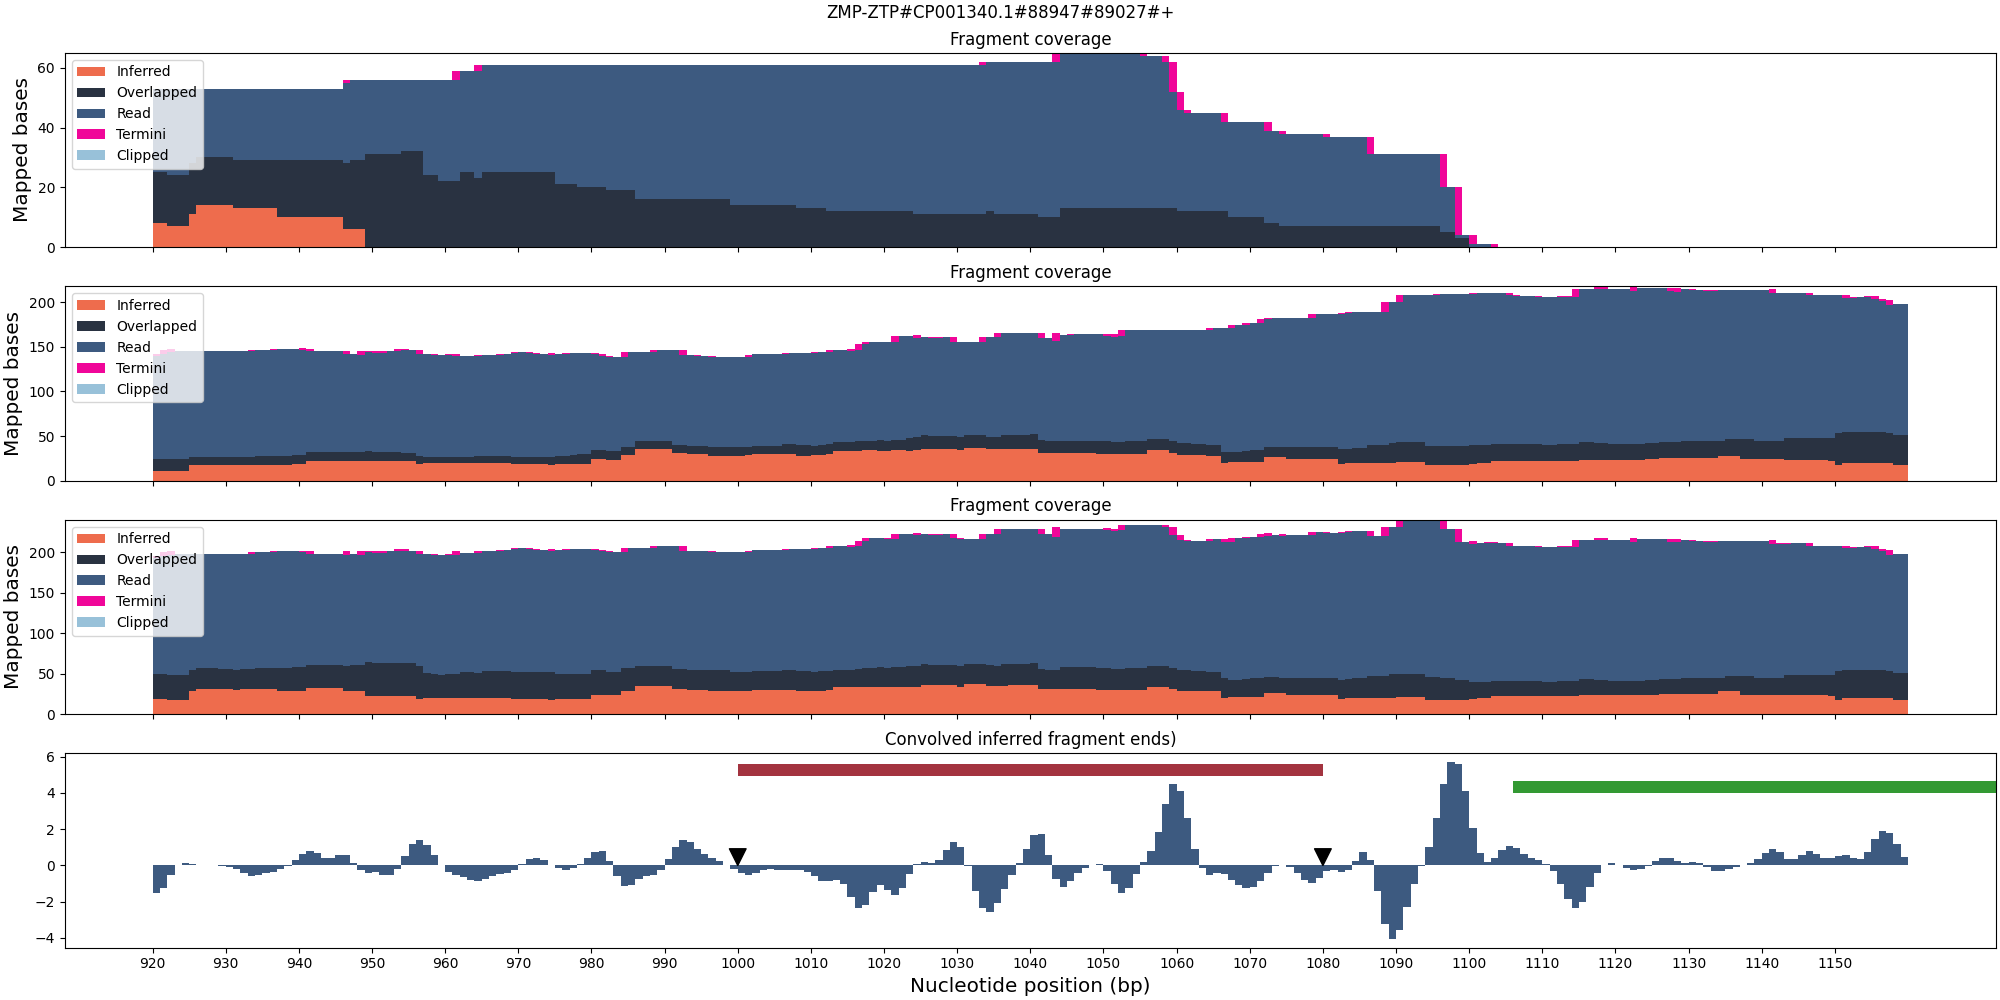 ZMP-ZTP#CP001340.1#88947#89027#+
Fragment coverage
Mapped bases
60
40
20
0
Inferred
Overlapped
Read
Termini
Clipped
Fragment coverage
Mapped bases
200
150
100
50
0
Inferred
Overlapped
Read
Termini
Clipped
Fragment coverage
Mapped bases
200
150
100
50
0
Inferred
Overlapped
Read
Termini
Clipped
Convolved inferred fragment ends)
6
4
2
0
−2
−4
920 930 940 950 960 970 980 990 1000 1010 1020 1030 1040 1050 1060 1070 1080 1090 1100 1110 1120 1130 1140 1150
Nucleotide position (bp)